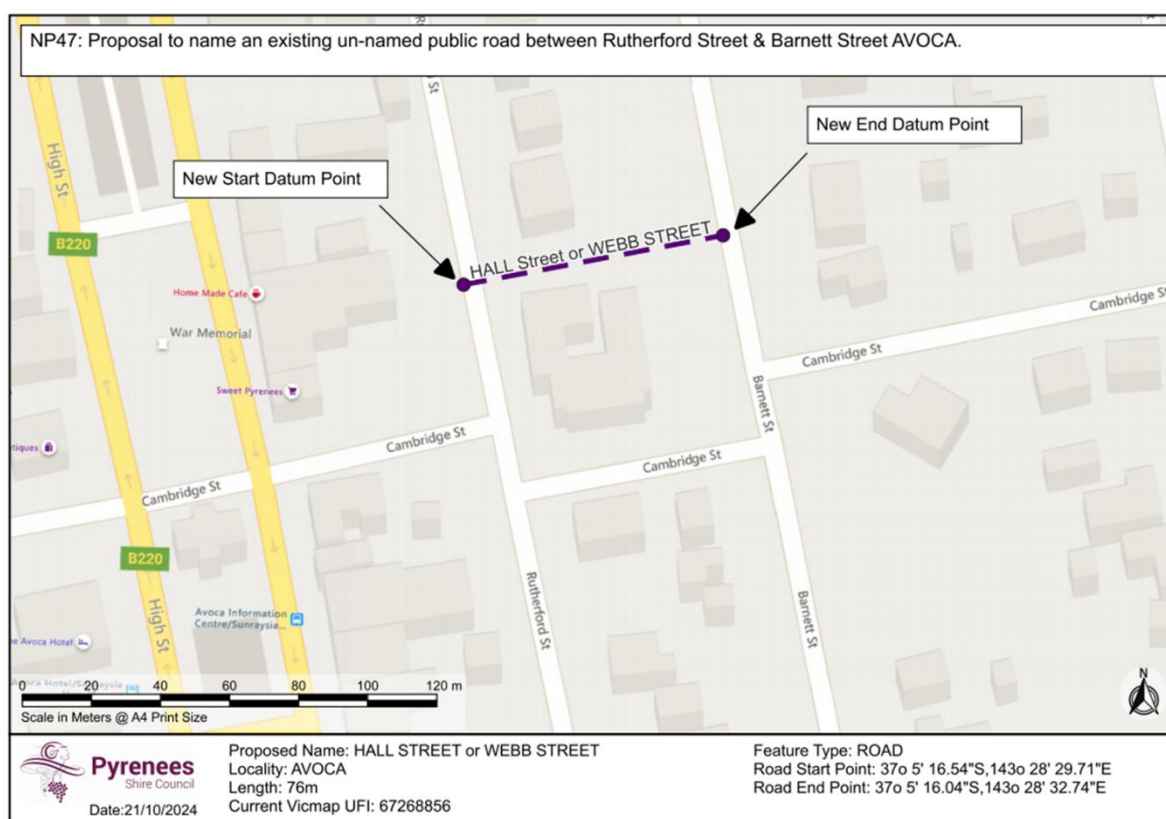 NP47: Proposal to name an existing un-named public road between Rutherford Street & Barnett Street AVOCA.
New End Datum Point
New Start Datum Point
High St
B220
HALL Street or WEBB STREET
Home Made Cafe
War Memorial
Sweet Pyrenees
Cambridge St
Cambridge St
Barnett St
Cambridge St
Cambridge St
Cambridge St
B220
High St
Rutherford St
Barnett St
Avoca Information
Centre/Sunraysia...
Avoca Hotel
Avoca Hotel/Sunraysia
N
0 20 40 60 80 100 120 m
Scale in Meters @ A4 Print Size
Pyrenees
Shire Council
Date:21/10/2024
Proposed Name: HALL STREET or WEBB STREET
Locality: AVOCA
Length: 76m
Current Vicmap UFI: 67268856
Feature Type: ROAD
Road Start Point: 37o 5' 16.54"S,143o 28' 29.71"E
Road End Point: 37o 5' 16.04"S,143o 28' 32.74"E